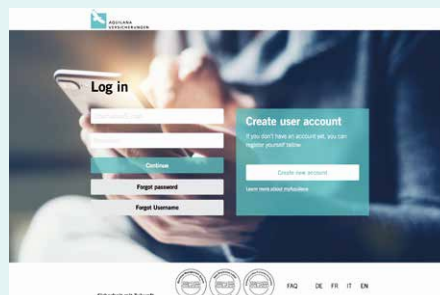 AQUILANA
VERSICHERUNGEN
Log in
Continue
Forgot password
Forgot Username
Create user account
If you don't have an account yet, you can
register yourself below.
Create new account
FAQ DE FR IT EN